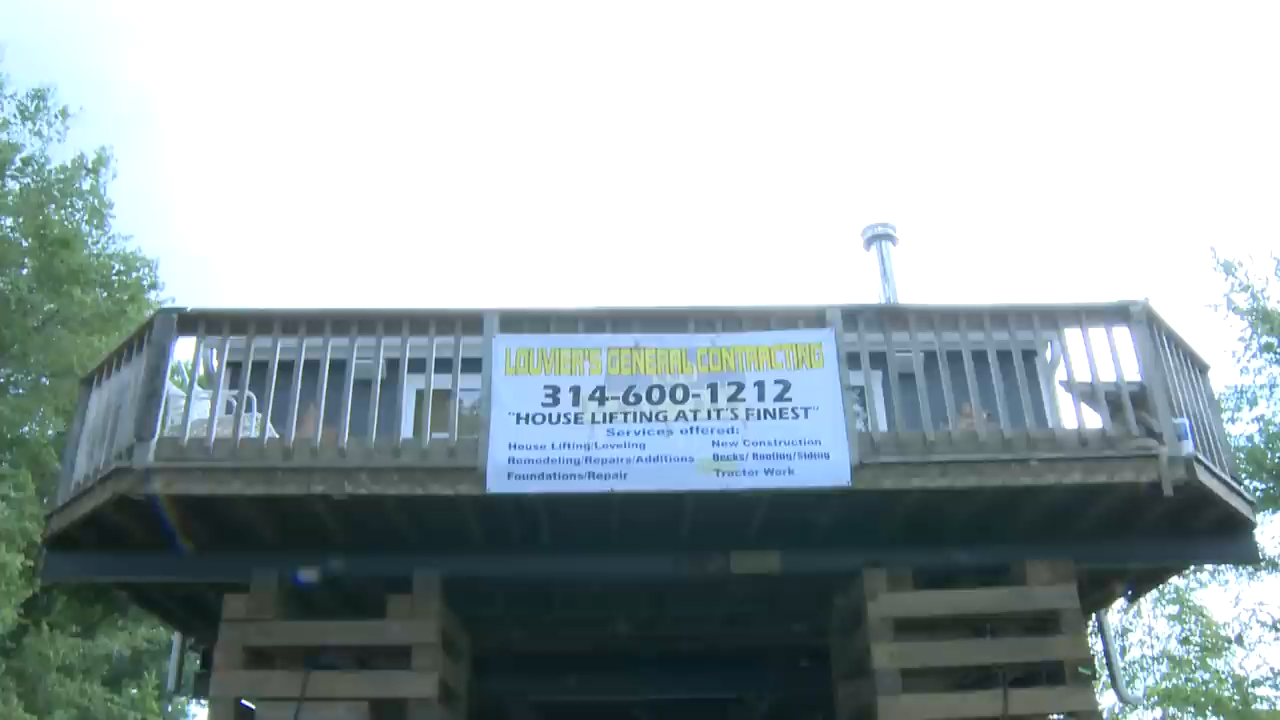 LOUVIER'S GENERAL CONTRACTING
314-600-1212
"HOUSE LIFTING AT IT'S FINEST"
Services offered:
House Lifting/Leveling
Remodeling/Repairs/Additions
Foundations/Repair
New Construction
Decks/ Roofing/Siding
Tractor Work